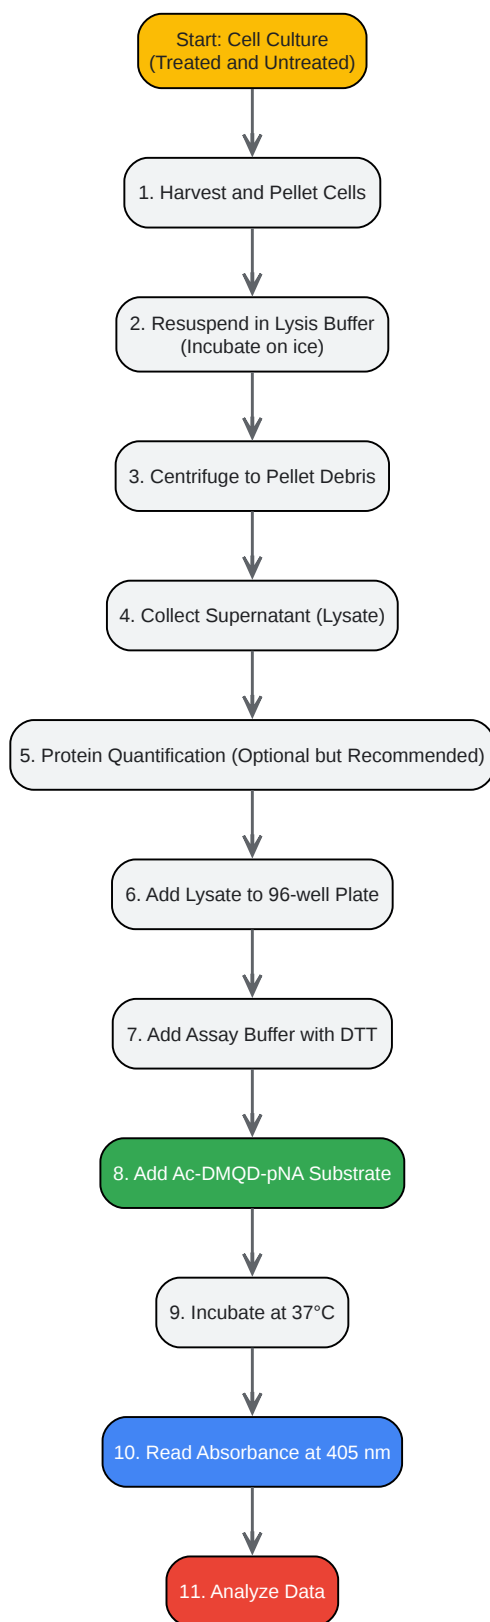 Start: Cell Culture
(Treated and Untreated)
1. Harvest and Pellet Cells
2. Resuspend in Lysis Buffer
(Incubate on ice)
3. Centrifuge to Pellet Debris
4. Collect Supernatant (Lysate)
5. Protein Quantification (Optional but Recommended)
6. Add Lysate to 96-well Plate
7. Add Assay Buffer with DTT
8. Add Ac-DMQD-pNA Substrate
9. Incubate at 37°C
10. Read Absorbance at 405 nm
11. Analyze Data